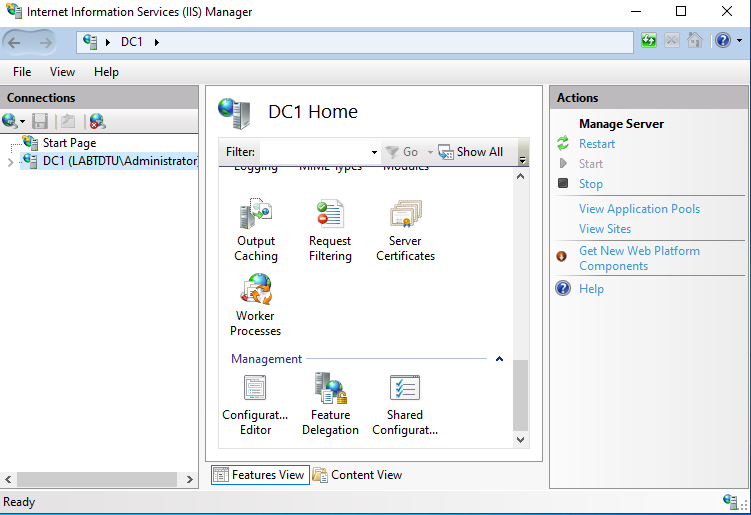 Internet Information Services (IIS) Manager
DC1
File View Help
Connections
Start Page
DC1 (LABTDTU\Administrator
DC1 Home
Filter: Go Show All
Logging MIME Types Modules
Output Caching
Request Filtering
Server Certificates
Worker Processes
Management
Configurat... Editor
Feature Delegation
Shared Configurat...
Features View Content View
Actions
Manage Server
Restart
Start
Stop
View Application Pools
View Sites
Get New Web Platform
Components
Help
Ready